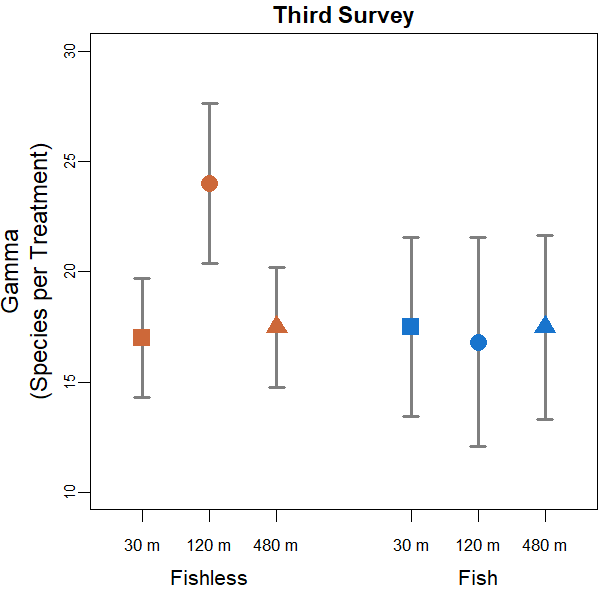 Third Survey
Gamma
(Species per Treatment)
30
25
20
15
10
30 m 120 m 480 m 30 m 120 m 480 m
Fishless Fish